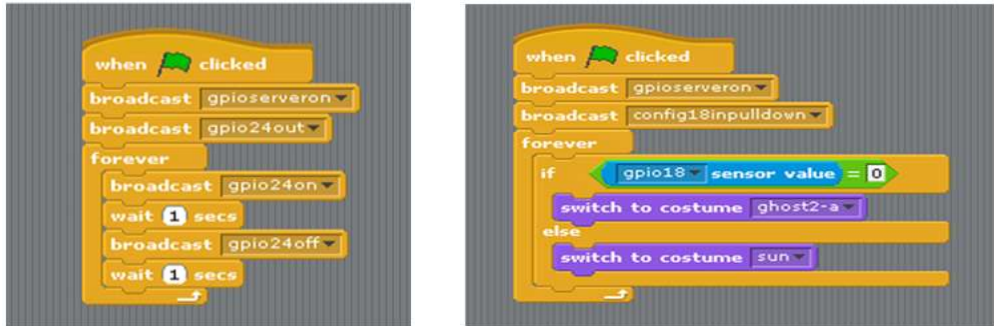 when clicked
broadcast gpioserveron
broadcast gpio24out
forever
broadcast gpio24on
wait 1 secs
broadcast gpio24off
wait 1 secs
when clicked
broadcast gpioserveron
broadcast config18inpulldown
forever
if gpio18 sensor value = 0
switch to costume ghost2-a
else
switch to costume sun